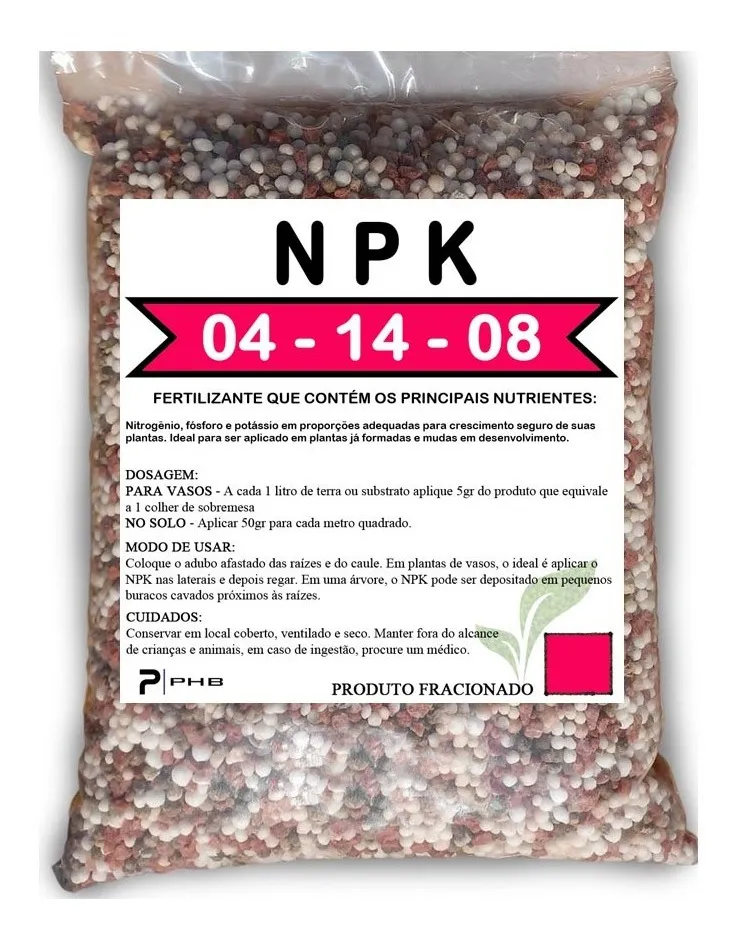 NPK
04 - 14 - 08
FERTILIZANTE QUE CONTÉM OS PRINCIPAIS NUTRIENTES:
Nitrogênio, fósforo e potássio em proporções adequadas para crescimento seguro de suas
plantas. Ideal para ser aplicado em plantas já formadas e mudas em desenvolvimento.
DOSAGEM:
PARA VASOS - A cada 1 litro de terra ou substrato aplique 5gr do produto que equivale
a 1 colher de sobremesa
NO SOLO - Aplicar 50gr para cada metro quadrado.
MODO DE USAR:
Coloque o adubo afastado das raízes e do caule. Em plantas de vasos, o ideal é aplicar o
NPK nas laterais e depois regar. Em uma árvore, o NPK pode ser depositado em pequenos
buracos cavados próximos às raízes.
CUIDADOS:
Conservar em local coberto, ventilado e seco. Manter fora do alcance
de crianças e animais, em caso de ingestão, procure um médico.
PHB
PRODUTO FRACIONADO